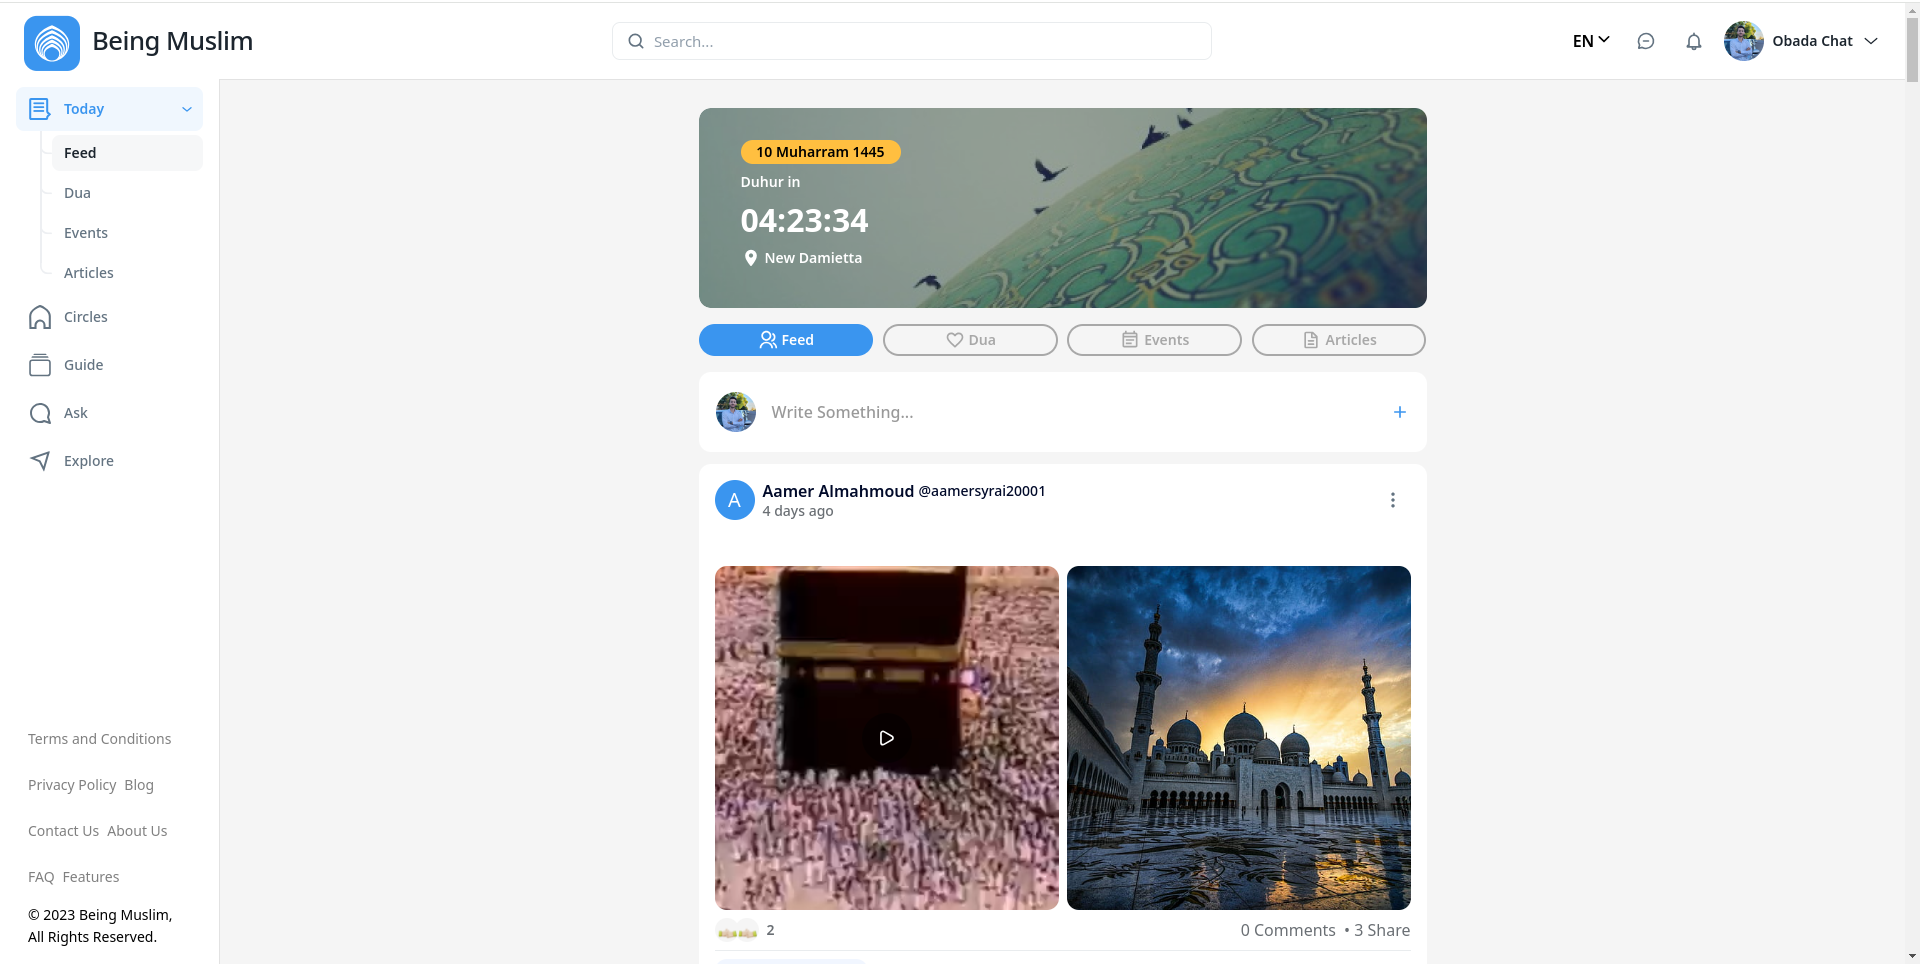 Being Muslim
Search...
EN
Obada Chat
Today
Feed
Dua
Events
Articles
Circles
Guide
Ask
Explore
Terms and Conditions
Privacy Policy Blog
Contact Us About Us
FAQ Features
© 2023 Being Muslim,
All Rights Reserved.
10 Muharram 1445
Duhur in
04:23:34
New Damietta
Feed
Dua
Events
Articles
Write Something...
A
Aamer Almahmoud @aamersyrai20001
4 days ago
2
0 Comments • 3 Share